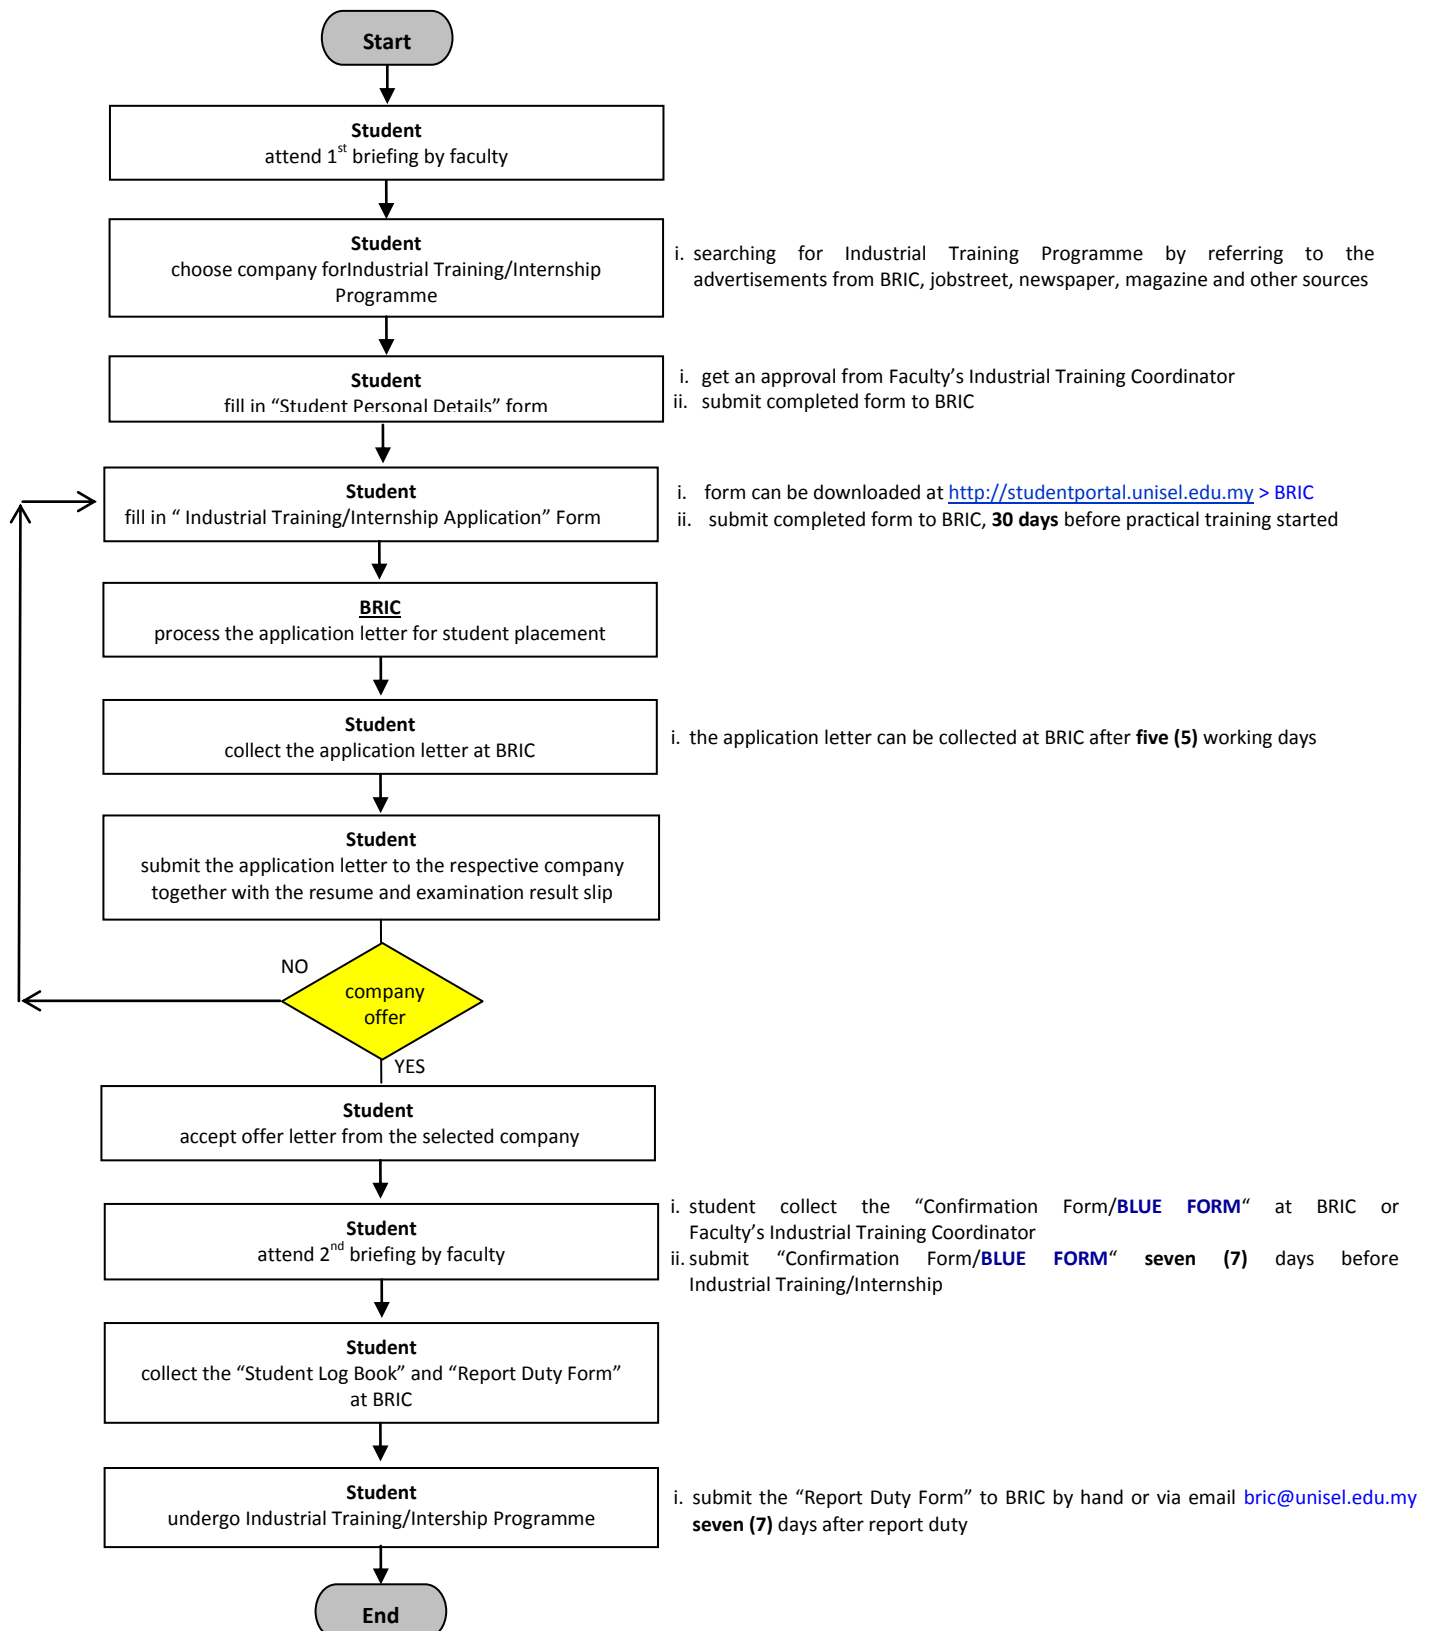 Start
Student
attend 1st briefing by faculty
Student
choose company forIndustrial Training/Internship
Programme
i. searching for Industrial Training Programme by referring to the
advertisements from BRIC, jobstreet, newspaper, magazine and other sources
Student
fill in “Student Personal Details” form
i. get an approval from Faculty’s Industrial Training Coordinator
ii. submit completed form to BRIC
Student
fill in “ Industrial Training/Internship Application” Form
i. form can be downloaded at http://studentportal.unisel.edu.my > BRIC
ii. submit completed form to BRIC, 30 days before practical training started
BRIC
process the application letter for student placement
Student
collect the application letter at BRIC
i. the application letter can be collected at BRIC after five (5) working days
Student
submit the application letter to the respective company
together with the resume and examination result slip
NO
company
offer
YES
Student
accept offer letter from the selected company
Student
attend 2nd briefing by faculty
i. student collect the “Confirmation Form/BLUE FORM“ at BRIC or
Faculty’s Industrial Training Coordinator
ii. submit “Confirmation Form/BLUE FORM“ seven (7) days before
Industrial Training/Internship
Student
collect the “Student Log Book” and “Report Duty Form”
at BRIC
Student
undergo Industrial Training/Intership Programme
i. submit the “Report Duty Form” to BRIC by hand or via email bric@unisel.edu.my
seven (7) days after report duty
End